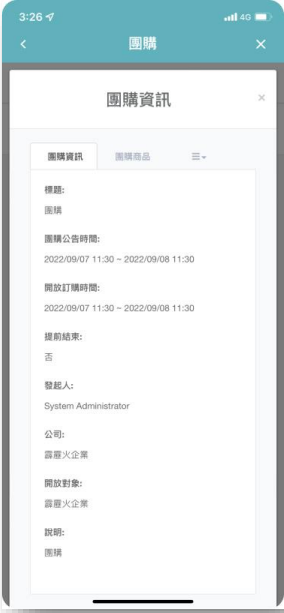 3:26
4G
團購
團購資訊
團購資訊 團購商品
標題:
團購
團購公告時間:
2022/09/07 11:30 ~ 2022/09/08 11:30
開放訂購時間:
2022/09/07 11:30 ~ 2022/09/08 11:30
提前結束:
否
發起人:
System Administrator
公司:
霹靂火企業
開放對象:
霹靂火企業
說明:
團購